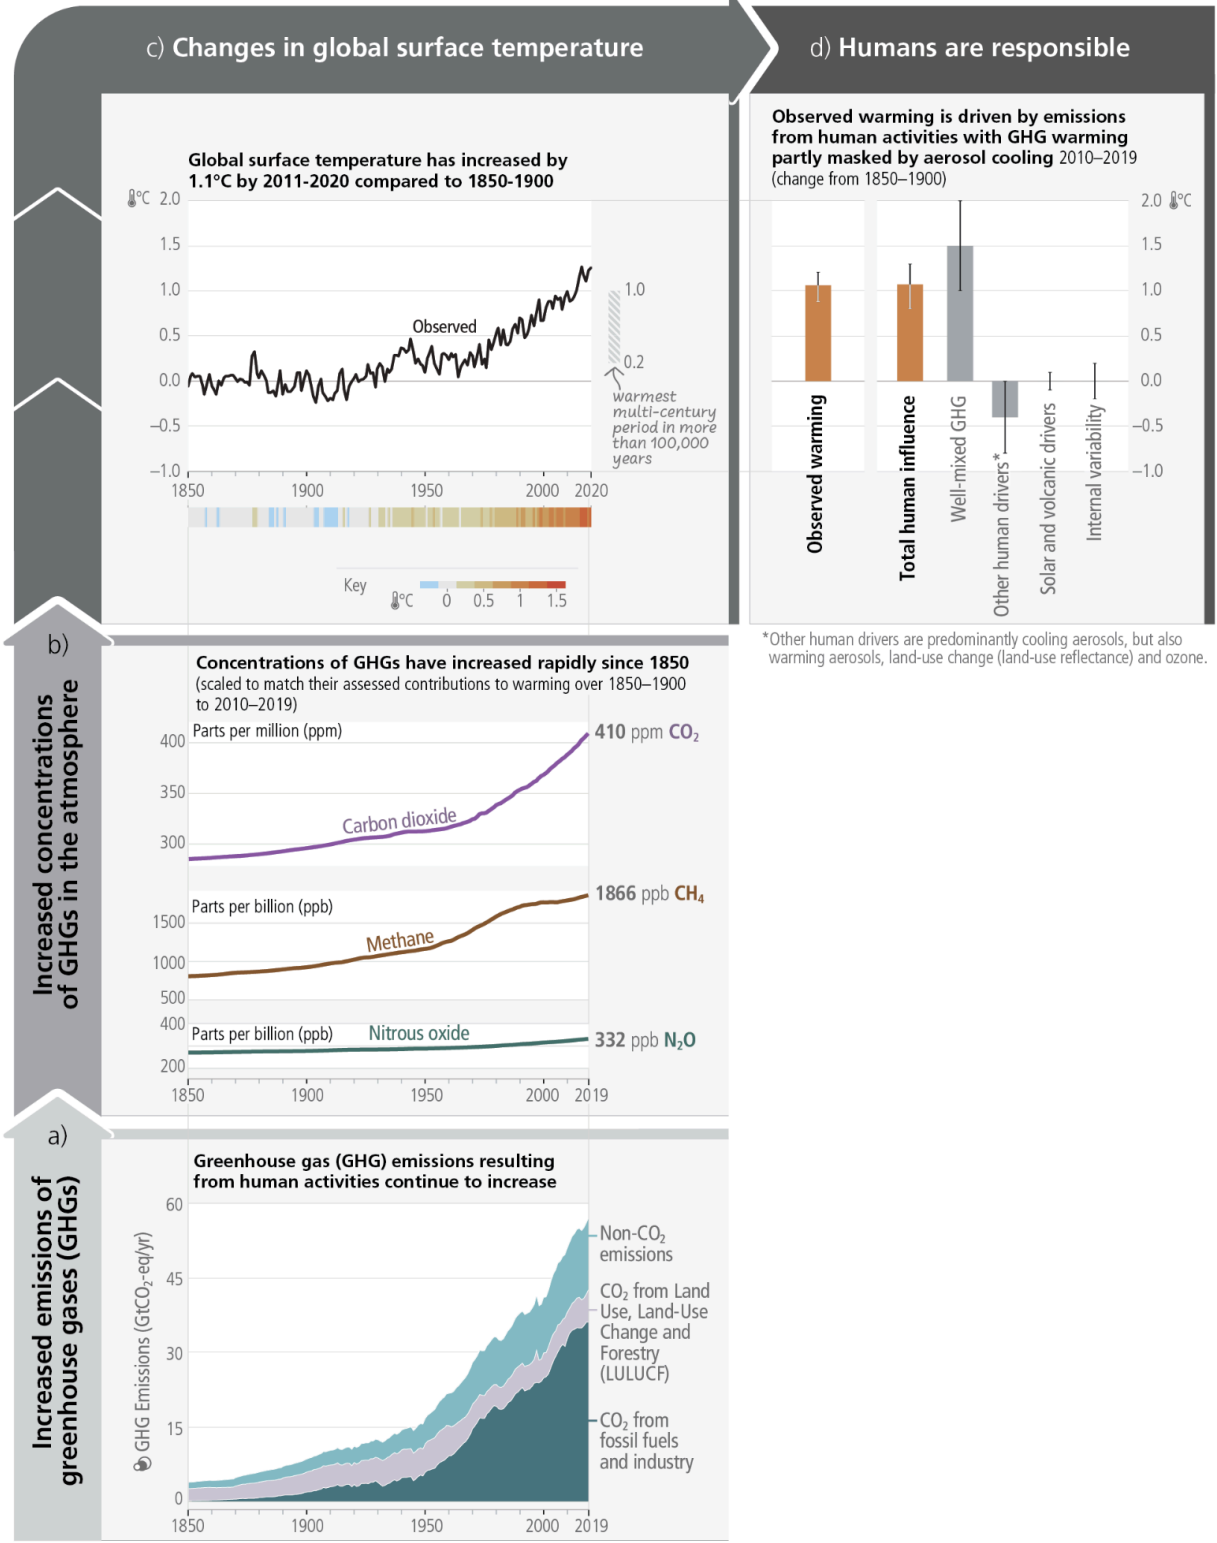 c) Changes in global surface temperature
Global surface temperature has increased by
1.1°C by 2011-2020 compared to 1850-1900
°C 2.0
1.5
1.0
0.5
0.0
–0.5
–1.0
Observed
1.0
0.2
warmest
multi-century
period in more
than 100,000
years
1850 1900 1950 2000 2020
Key
°C 0 0.5 1 1.5
d) Humans are responsible
Observed warming is driven by emissions
from human activities with GHG warming
partly masked by aerosol cooling 2010–2019
(change from 1850–1900)
2.0 °C
1.5
1.0
0.5
0.0
–0.5
–1.0
Observed warming
Total human influence
Well-mixed GHG
Other human drivers*
Solar and volcanic drivers
Internal variability
*Other human drivers are predominantly cooling aerosols, but also
warming aerosols, land-use change (land-use reflectance) and ozone.
b)
Increased concentrations
of GHGs in the atmosphere
Concentrations of GHGs have increased rapidly since 1850
(scaled to match their assessed contributions to warming over 1850–1900
to 2010–2019)
Parts per million (ppm)
400
350
300
Carbon dioxide
410 ppm CO₂
Parts per billion (ppb)
1500
1000
500
Methane
1866 ppb CH₄
400
Parts per billion (ppb)
Nitrous oxide
200
332 ppb N₂O
1850 1900 1950 2000 2019
a)
Increased emissions of
greenhouse gases (GHGs)
Greenhouse gas (GHG) emissions resulting
from human activities continue to increase
GHG Emissions (GtCO₂-eq/yr)
60
45
30
15
0
Non-CO₂
emissions
CO₂ from Land
Use, Land-Use
Change and
Forestry
(LULUCF)
CO₂ from
fossil fuels
and industry
1850 1900 1950 2000 2019